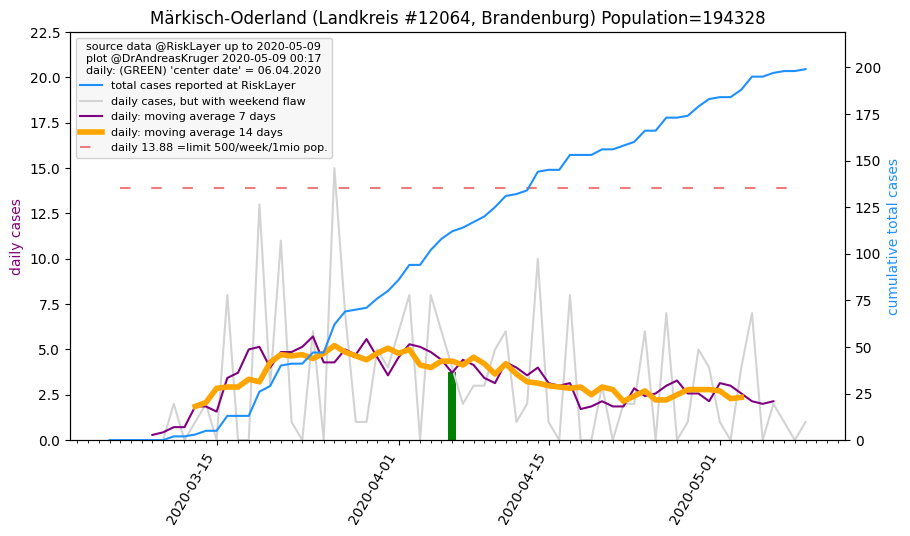 Märkisch-Oderland (Landkreis #12064, Brandenburg) Population=194328
source data @RiskLayer up to 2020-05-09
plot @DrAndreasKruger 2020-05-09 00:17
daily: (GREEN) 'center date' = 06.04.2020
total cases reported at RiskLayer
daily cases, but with weekend flaw
daily: moving average 7 days
daily: moving average 14 days
daily 13.88 =limit 500/week/1mio pop.
daily cases
22.5
20.0
17.5
15.0
12.5
10.0
7.5
5.0
2.5
0.0
200
175
150
125
100
75
50
25
0
cumulative total cases
2020-03-15
2020-04-01
2020-04-15
2020-05-01